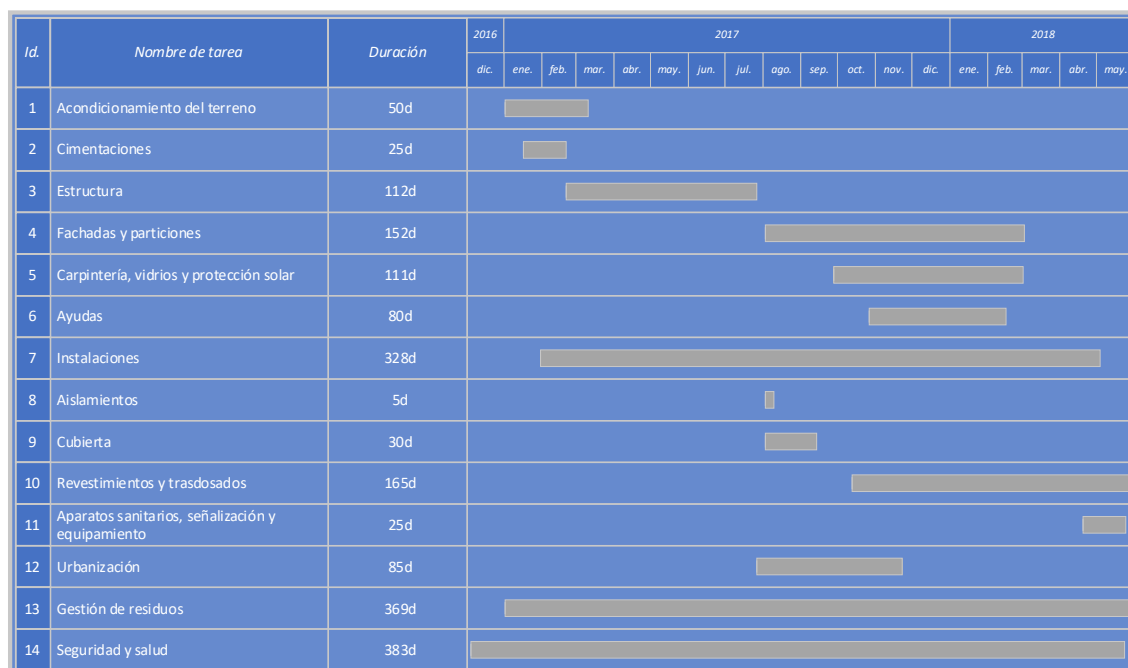 Id. Nombre de tarea Duración 2016 2017 2018
dic. ene. feb. mar. abr. may. jun. jul. ago. sep. oct. nov. dic. ene. feb. mar. abr. may.
1 Acondicionamiento del terreno 50d
2 Cimentaciones 25d
3 Estructura 112d
4 Fachadas y particiones 152d
5 Carpintería, vidrios y protección solar 111d
6 Ayudas 80d
7 Instalaciones 328d
8 Aislamientos 5d
9 Cubierta 30d
10 Revestimientos y trasdosados 165d
11 Aparatos sanitarios, señalización y
equipamiento 25d
12 Urbanización 85d
13 Gestión de residuos 369d
14 Seguridad y salud 383d